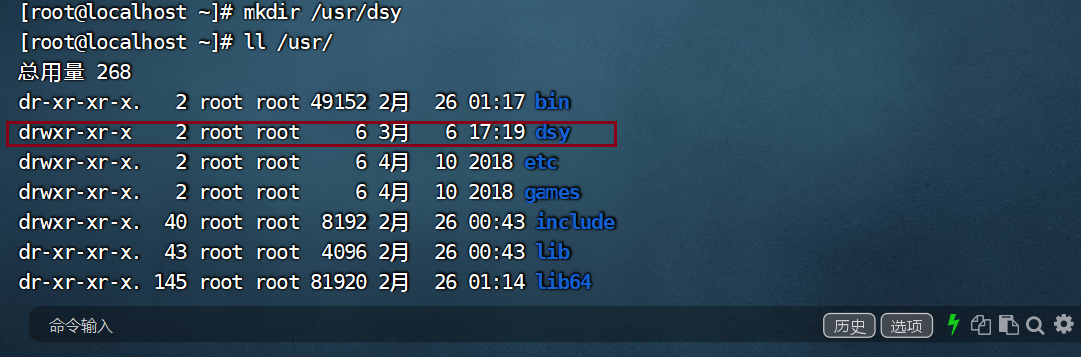 [root@localhost ~]# mkdir /usr/dsy
[root@localhost ~]# ll /usr/
总用量 268
dr-xr-xr-x.   2 root root 49152 2月  26 01:17 bin
drwxr-xr-x    2 root root     6 3月   6 17:19 dsy
drwxr-xr-x.   2 root root     6 4月  10 2018 etc
drwxr-xr-x.   2 root root     6 4月  10 2018 games
drwxr-xr-x.  40 root root  8192 2月  26 00:43 include
dr-xr-xr-x.  43 root root  4096 2月  26 00:43 lib
dr-xr-xr-x. 145 root root 81920 2月  26 01:14 lib64
命令输入 历史 选项